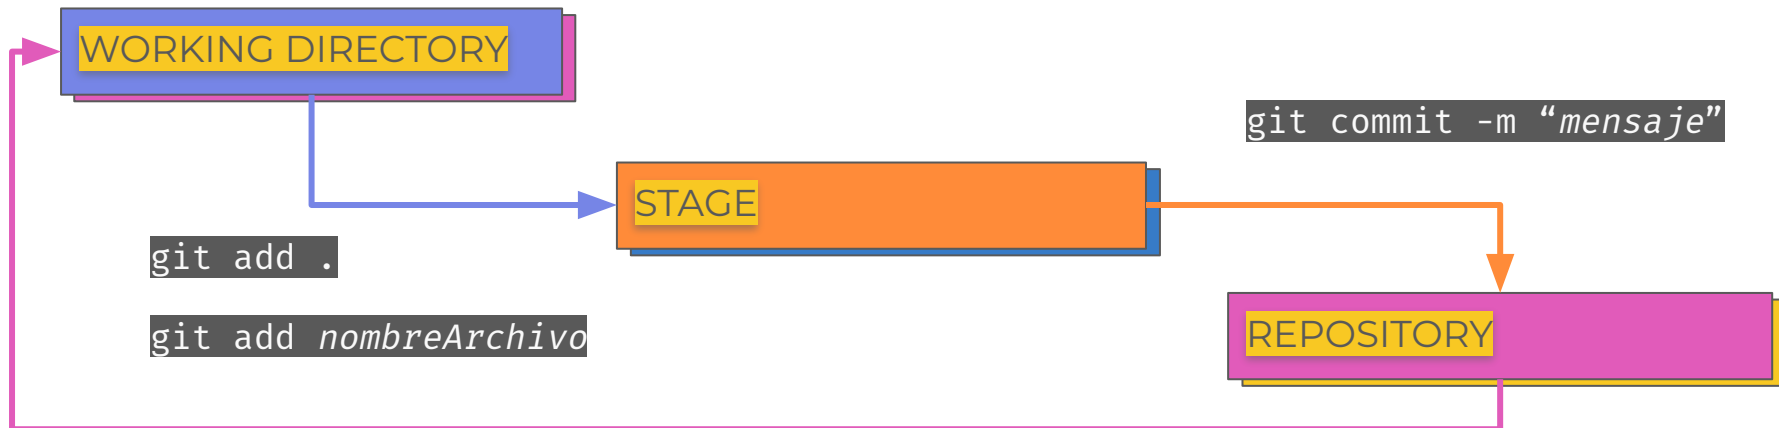 WORKING DIRECTORY
git commit -m “mensaje”
STAGE
git add .
git add nombreArchivo
REPOSITORY